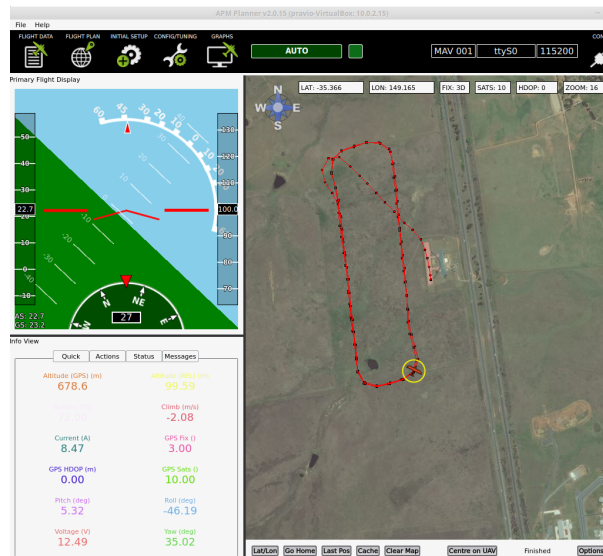 APM Planner v2.0.15 (pravio-VirtualBox: 10.0.2.15)
File Help
FLIGHT DATA FLIGHT PLAN INITIAL SETUP CONFIG/TUNING GRAPHS
AUTO MAV 001 ttyS0 115200
Primary Flight Display
LAT: -35.366 LON: 149.165 FIX: 3D SATS: 10 HDOP: 0 ZOOM: 16
N
W E
S
60 45 30 20 10 0 10 20
50 130
40 120
30 110
22.7 100.0
10 80
70
-10
-20
-30
-40
N NE E
27
AS: 22.7
GS: 23.2
Info View
Quick Actions Status Messages
Altitude (GPS) (m)
678.6 99.59
Climb (m/s)
-2.08
Current (A) GPS Fix ()
8.47 3.00
GPS HDOP (m) GPS Sats ()
0.00 10.00
Pitch (deg) Roll (deg)
5.32 -46.19
Voltage (V) Yaw (deg)
12.49 35.02
Lat/Lon Go Home Last Pos Cache Clear Map Centre on UAV Finished Options